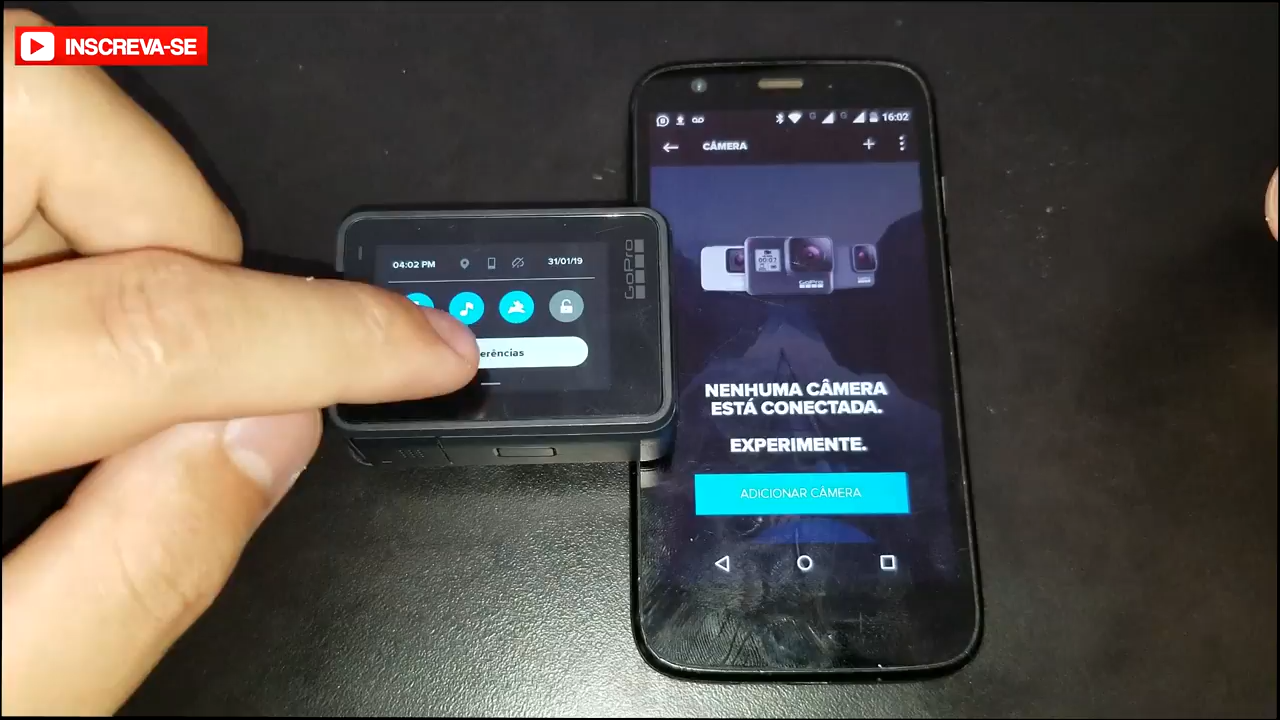 INSCREVA-SE
G G 16:02
CÂMERA
04:02 PM 31/01/19
GoPro
erências
GoPro
NENHUMA CÂMERA
ESTÁ CONECTADA.
EXPERIMENTE.
ADICIONAR CÂMERA